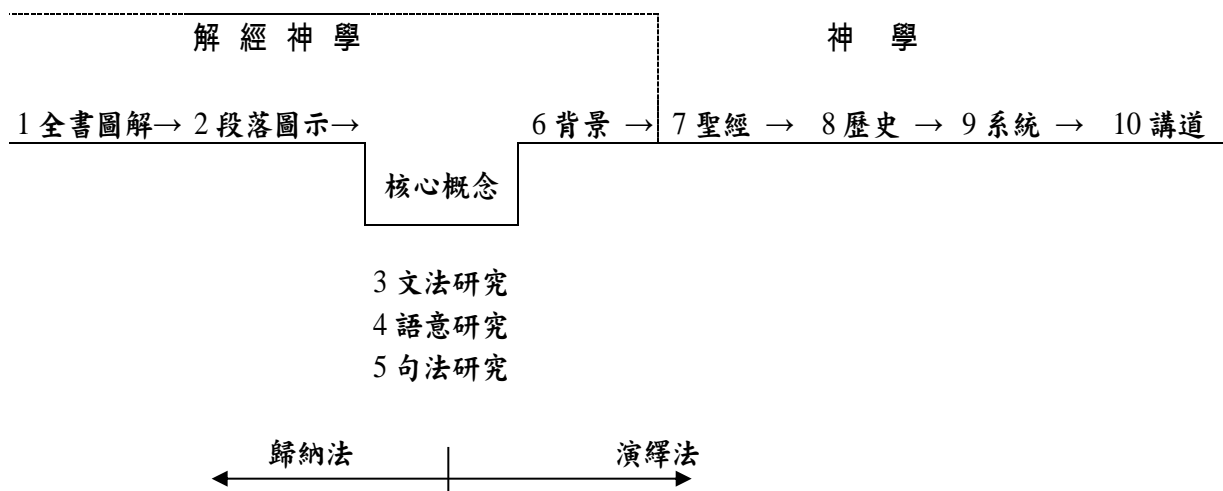 解 經 神 學 神 學
1 全書圖解→ 2 段落圖示→ 6 背景 → 7 聖經 → 8 歷史 → 9 系統 → 10 講道
核心概念
3 文法研究
4 語意研究
5 句法研究
歸納法 演繹法